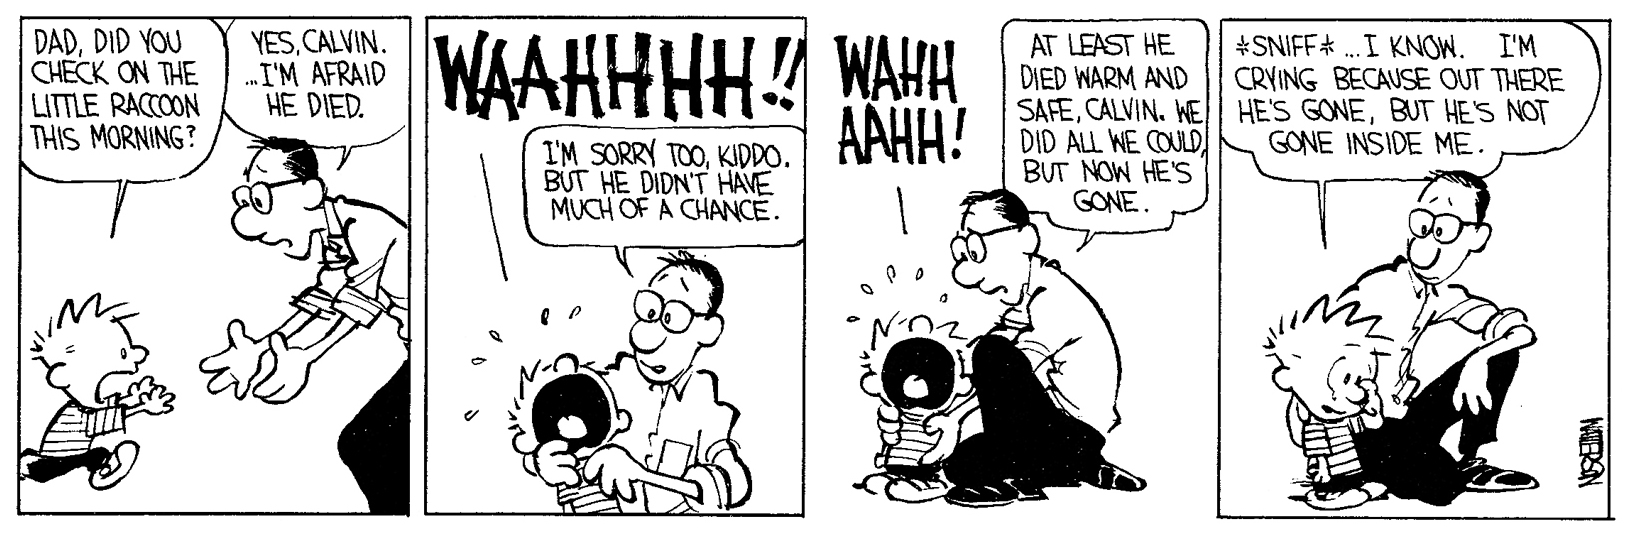 DAD, DID YOU
CHECK ON THE
LITTLE RACCOON
THIS MORNING?
YES, CALVIN.
...I'M AFRAID
HE DIED.
WAAHHHHH!!
I'M SORRY TOO, KIDDO.
BUT HE DIDN'T HAVE
MUCH OF A CHANCE.
WAHH
AAHH!
AT LEAST HE
DIED WARM AND
SAFE, CALVIN. WE
DID ALL WE COULD,
BUT NOW HE'S
GONE.
*SNIFF* ...I KNOW. I'M
CRYING BECAUSE OUT THERE
HE'S GONE, BUT HE'S NOT
GONE INSIDE ME.
WATTERSON